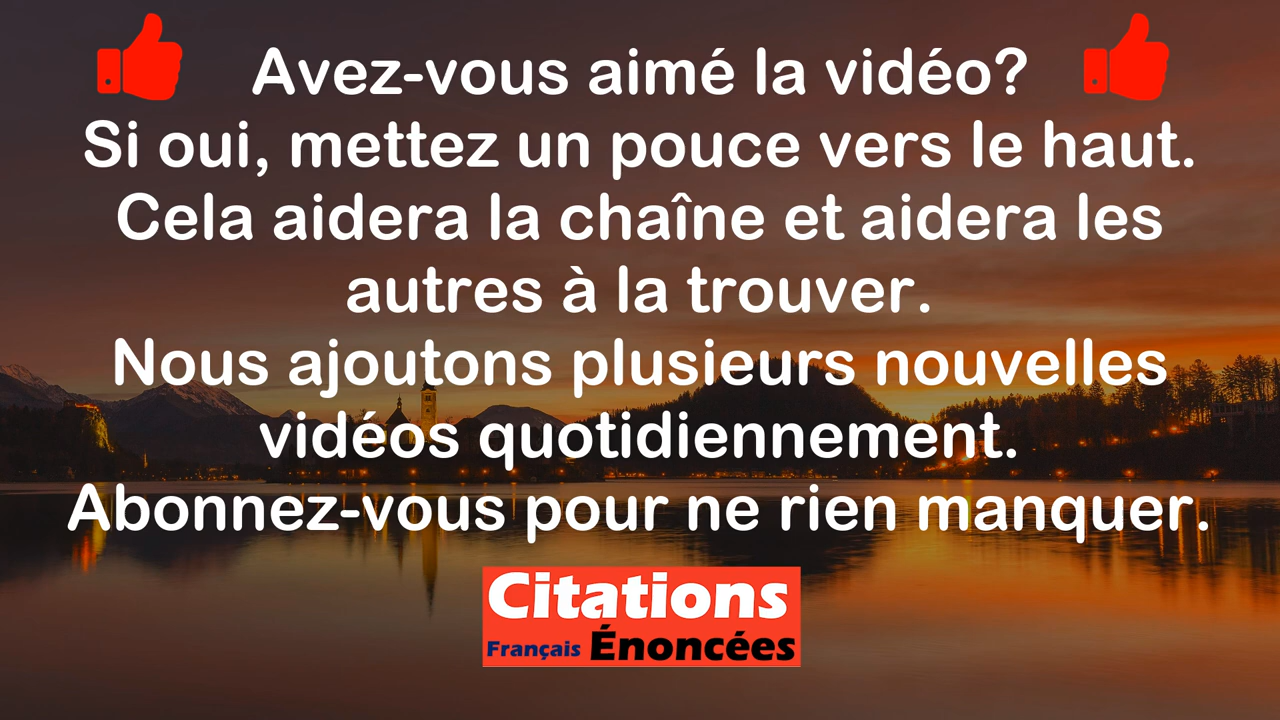 Avez-vous aimé la vidéo?
Si oui, mettez un pouce vers le haut.
Cela aidera la chaîne et aidera les
autres à la trouver.
Nous ajoutons plusieurs nouvelles
vidéos quotidiennement.
Abonnez-vous pour ne rien manquer.
Citations
Français Énoncées